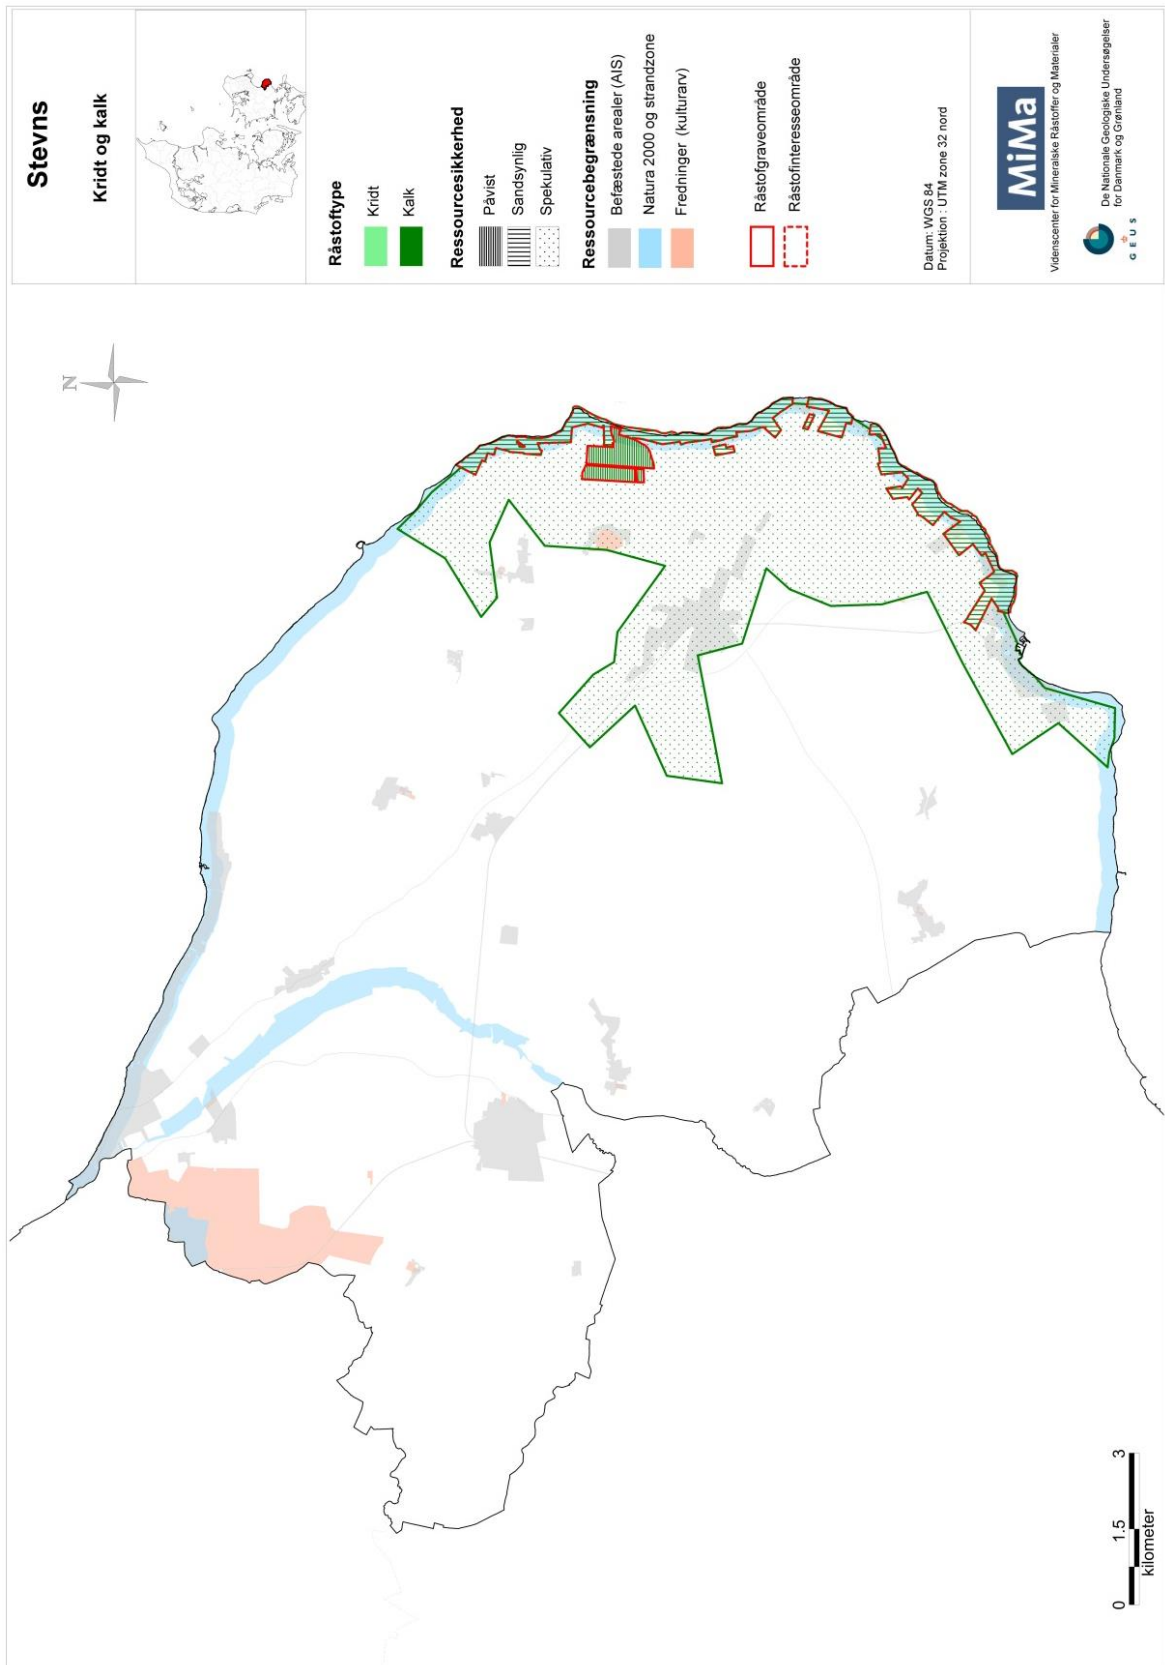 Stevns
Kridt og kalk
Råstoftype
Kridt
Kalk
Ressourcesikkerhed
Påvist
Sandsynlig
Spekulativ
Ressourcebegrænsning
Befæstede arealer (AIS)
Natura 2000 og strandzone
Fredninger (kulturarv)
Råstofgraveområde
Råstofinteresseområde
Datum: WGS 84
Projektion : UTM zone 32 nord
MiMa
Videnscenter for Mineralske Råstoffer og Materialer
GEUS
De Nationale Geologiske Undersøgelser
for Danmark og Grønland
N
0 1.5 3
kilometer